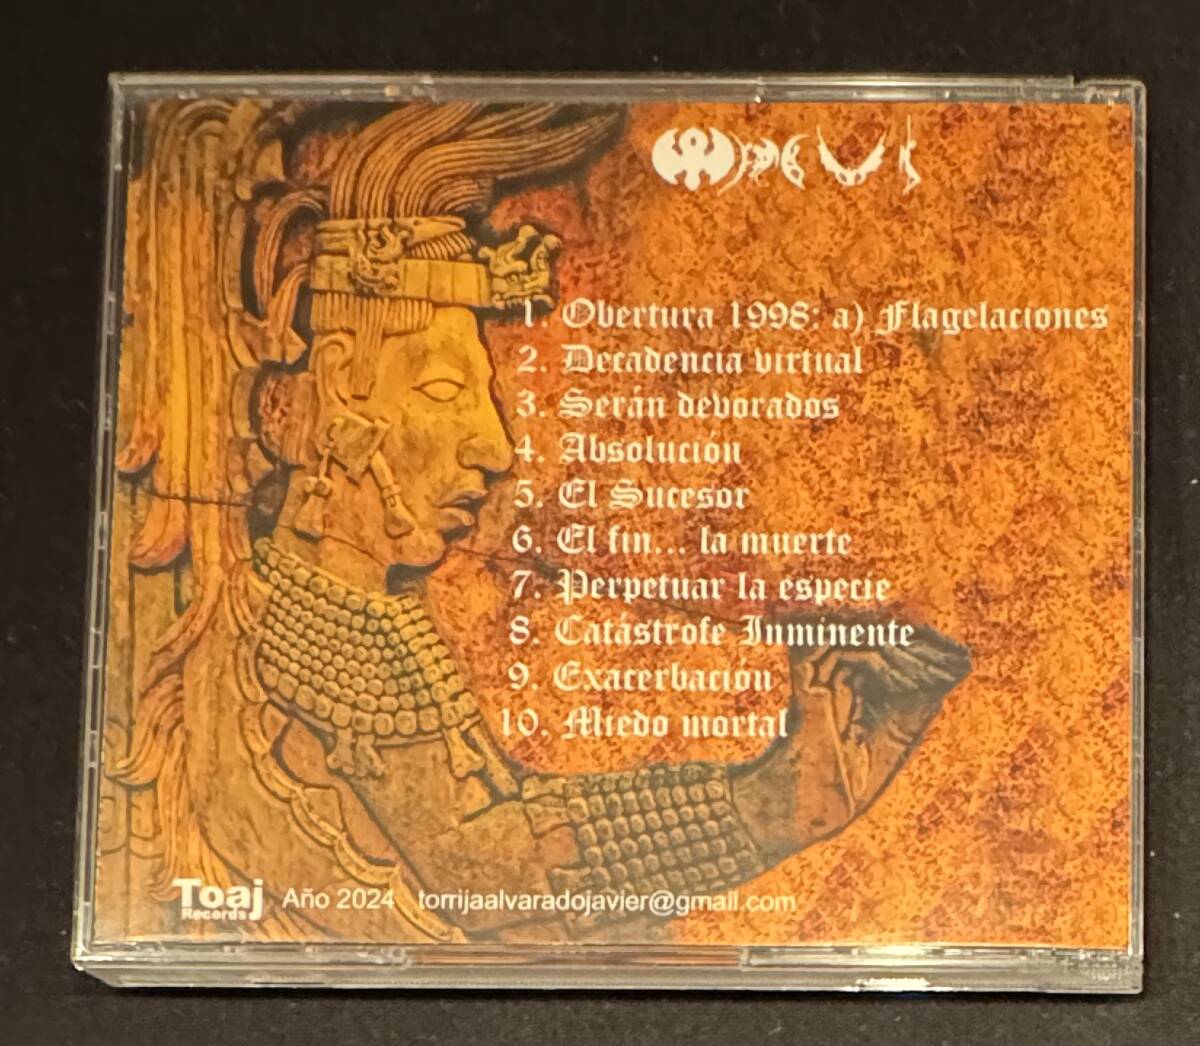 1. Obertura 1998: a) Flagelaciones
2. Decadencia virtual
3. Serán devorados
4. Absolución
5. El Sucesor
6. El fin... la muerte
7. Perpetuar la especie
8. Catástrofe Inminente
9. Exacerbación
10. Miedo mortal
Toaj Records Año 2024 torrijaalvaradojavier@gmail.com